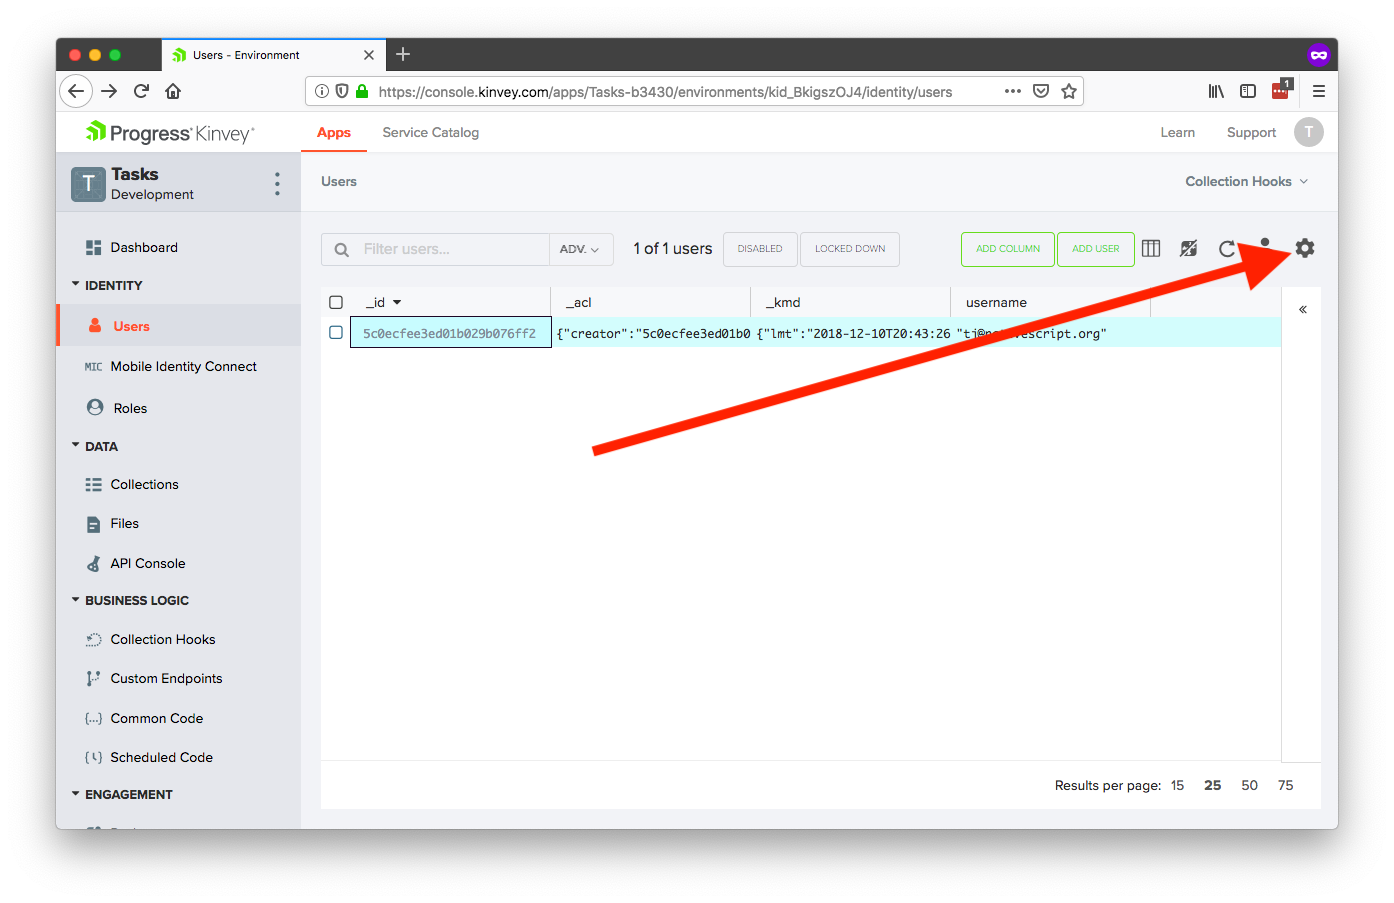 Users - Environment
https://console.kinvey.com/apps/Tasks-b3430/environments/kid_BkigszOJ4/identity/users
1
Progress Kinvey
Apps
Service Catalog
Learn
Support
T
T
Tasks
Development
Users
Collection Hooks
Dashboard
IDENTITY
Users
MIC
Mobile Identity Connect
Roles
DATA
Collections
Files
API Console
BUSINESS LOGIC
Collection Hooks
Custom Endpoints
Common Code
Scheduled Code
ENGAGEMENT
Filter users...
ADV.
1 of 1 users
DISABLED
LOCKED DOWN
ADD COLUMN
ADD USER
_id
_acl
_kmd
username
5c0ecfee3ed01b029b076ff2
{"creator":"5c0ecfee3ed01b0
{"lmt":"2018-12-10T20:43:26
Results per page: 15 25 50 75